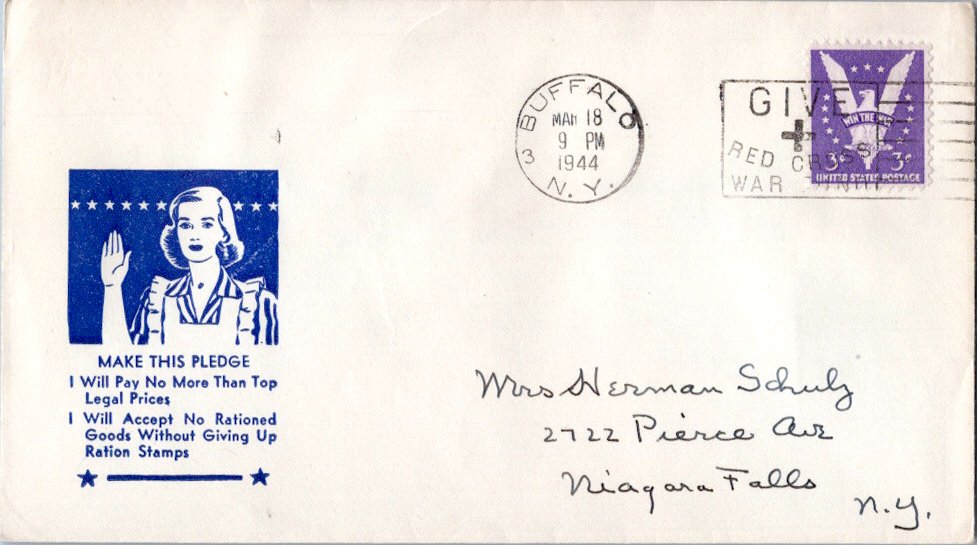 BUFFALO
MAR 18
9 PM
1944
3
N. Y.
GIVE
RED CROSS
WAR
WIN THE WAR
3¢ 3¢
UNITED STATES POSTAGE
MAKE THIS PLEDGE
I Will Pay No More Than Top
Legal Prices
I Will Accept No Rationed
Goods Without Giving Up
Ration Stamps
Mrs Herman Schulz
2722 Pierce Ave
Niagara Falls
N.Y.